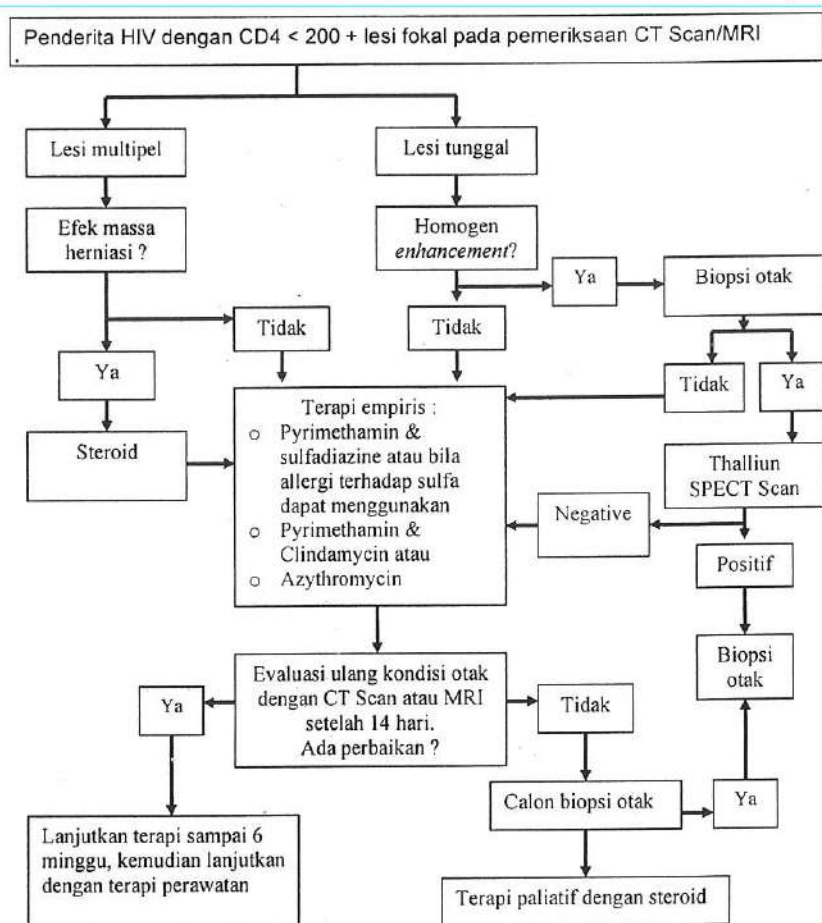 Penderita HIV dengan CD4 < 200 + lesi fokal pada pemeriksaan CT Scan/MRI
.
Lesi multipel
Lesi tunggal
Efek massa
herniasi ?
Homogen
enhancement?
Ya
Biopsi otak
Tidak
Tidak
Ya
Tidak
Ya
Steroid
Terapi empiris :
○ Pyrimethamin &
sulfadiazine atau bila
allergi terhadap sulfa
dapat menggunakan
○ Pyrimethamin &
Clindamycin atau
○ Azythromycin
Thalliun
SPECT Scan
Negative
Positif
Biopsi
otak
Evaluasi ulang kondisi otak
dengan CT Scan atau MRI
setelah 14 hari.
Ada perbaikan ?
Ya
Tidak
Calon biopsi otak
Ya
Lanjutkan terapi sampai 6
minggu, kemudian lanjutkan
dengan terapi perawatan
Terapi paliatif dengan steroid